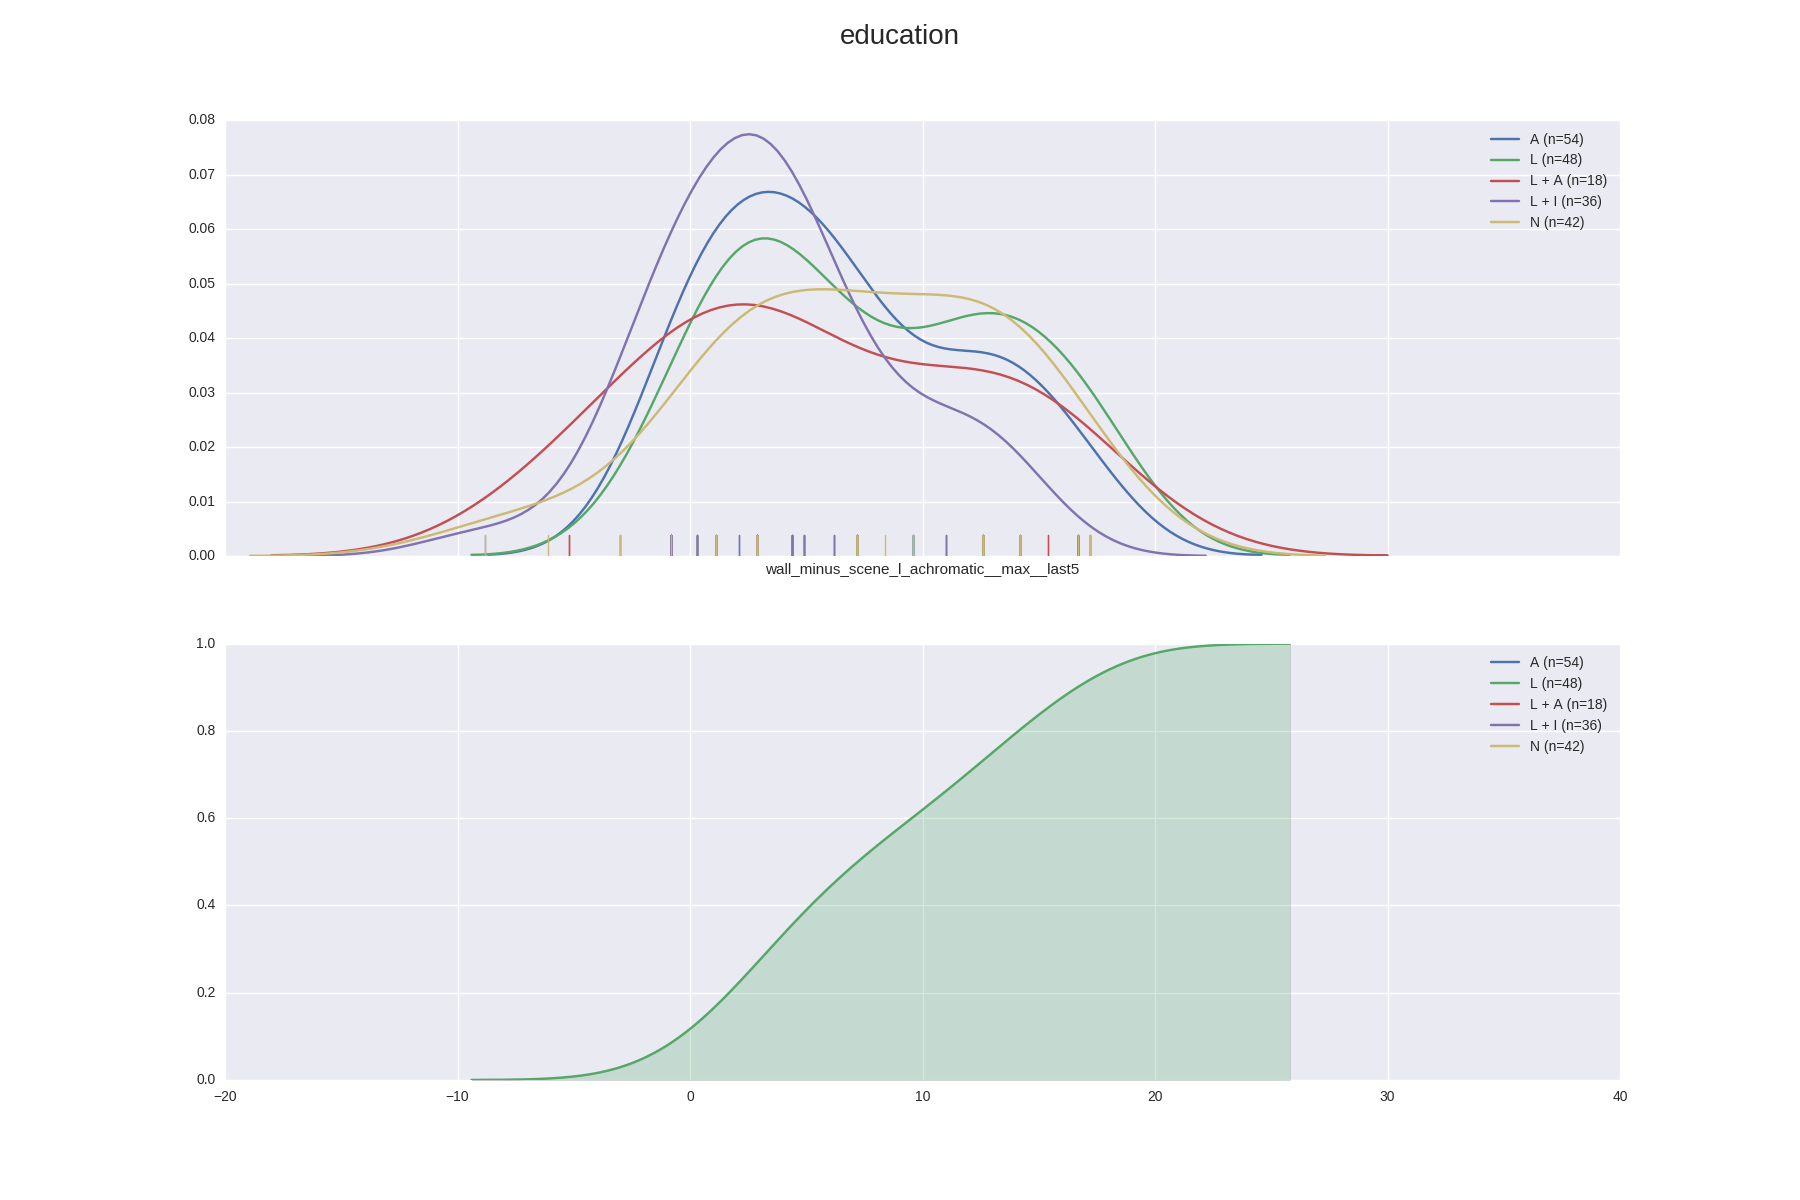 education
0.08
0.07
0.06
0.05
0.04
0.03
0.02
0.01
0.00
A (n=54)
L (n=48)
L + A (n=18)
L + I (n=36)
N (n=42)
wall_minus_scene_l_achromatic__max__last5
1.0
0.8
0.6
0.4
0.2
0.0
A (n=54)
L (n=48)
L + A (n=18)
L + I (n=36)
N (n=42)
−20 −10 0 10 20 30 40